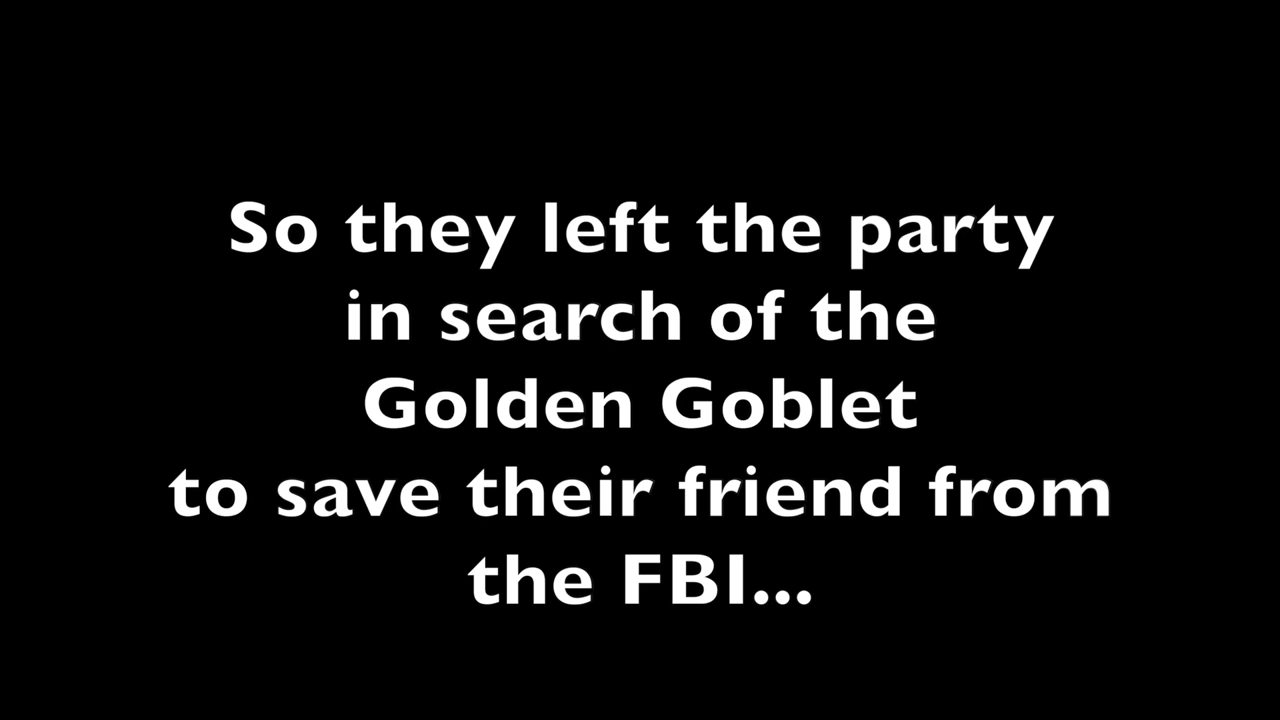 So they left the party
in search of the
Golden Goblet
to save their friend from
the FBI...